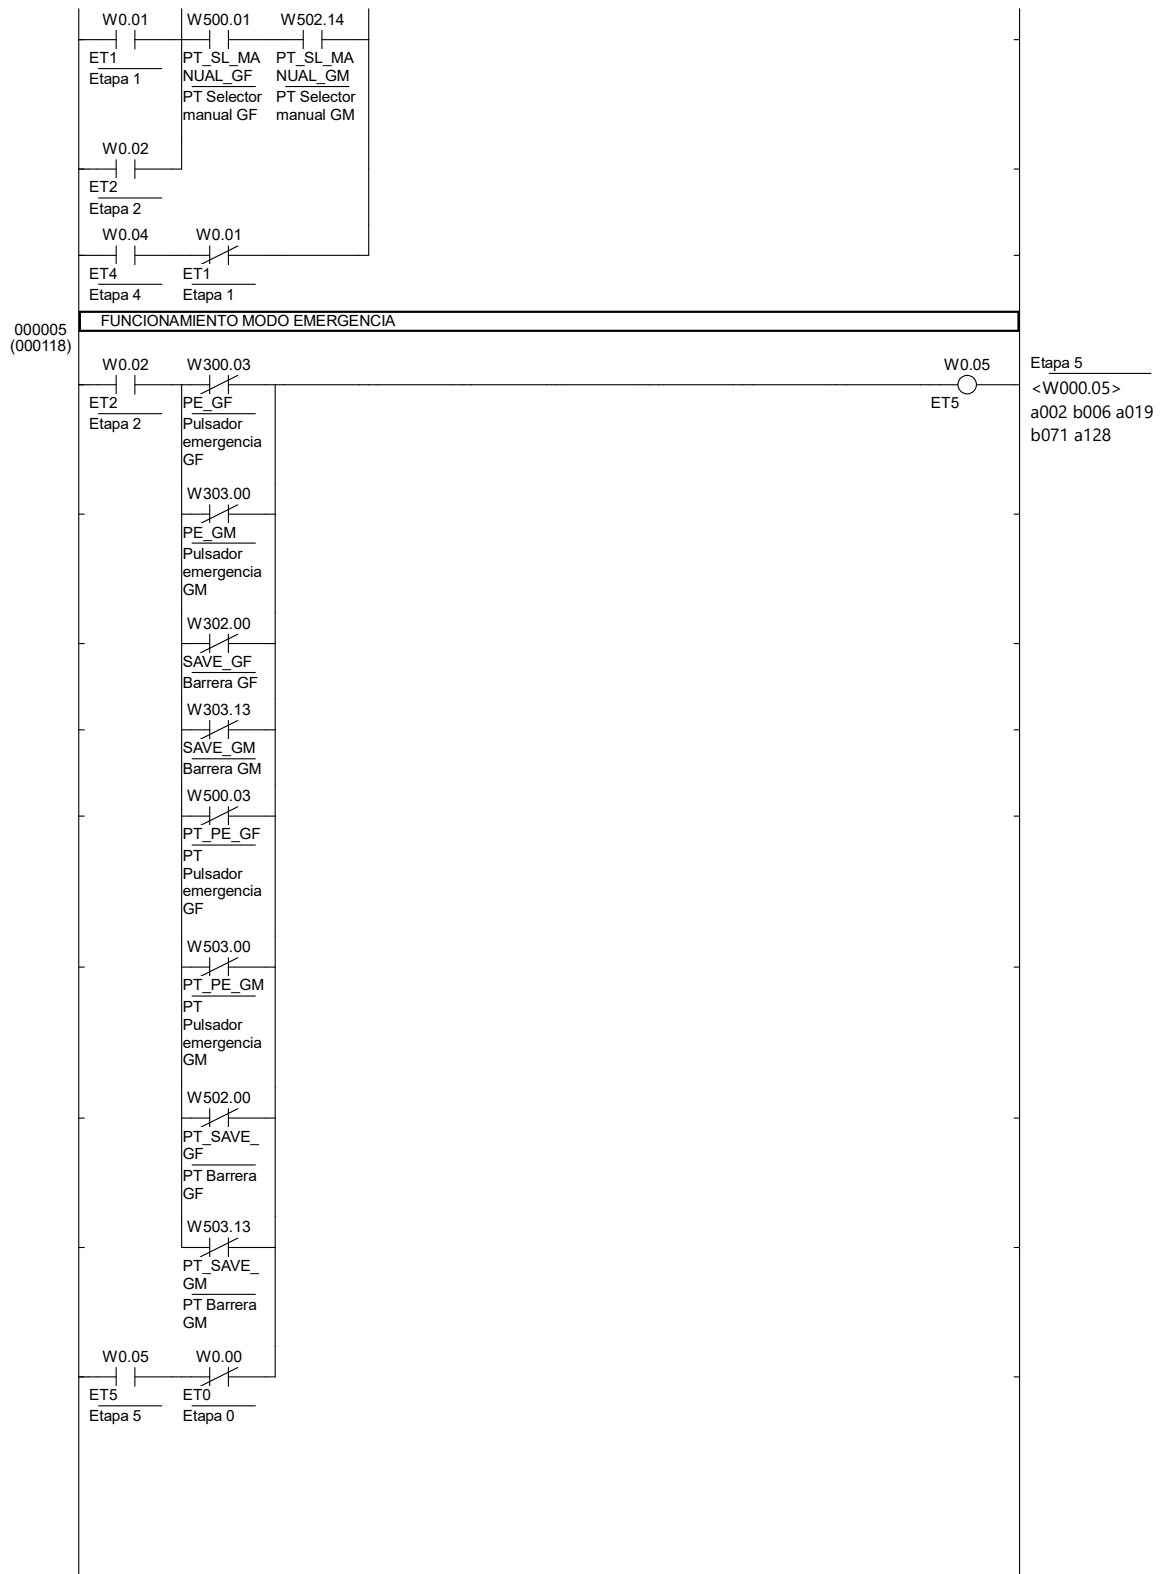 W0.01 W500.01 W502.14
ET1 PT_SL_MA PT_SL_MA
Etapa 1 NUAL_GF NUAL_GM
PT Selector PT Selector
manual GF manual GM
W0.02
ET2
Etapa 2
W0.04 W0.01
ET4 ET1
Etapa 4 Etapa 1
000005 FUNCIONAMIENTO MODO EMERGENCIA
(000118)
W0.02 W300.03 W0.05 Etapa 5
ET2 PE_GF ET5 <W000.05>
Etapa 2 Pulsador a002 b006 a019
emergencia b071 a128
GF
W303.00
PE_GM
Pulsador
emergencia
GM
W302.00
SAVE_GF
Barrera GF
W303.13
SAVE_GM
Barrera GM
W500.03
PT_PE_GF
PT
Pulsador
emergencia
GF
W503.00
PT_PE_GM
PT
Pulsador
emergencia
GM
W502.00
PT_SAVE_
GF
PT Barrera
GF
W503.13
PT_SAVE_
GM
PT Barrera
GM
W0.05 W0.00
ET5 ET0
Etapa 5 Etapa 0